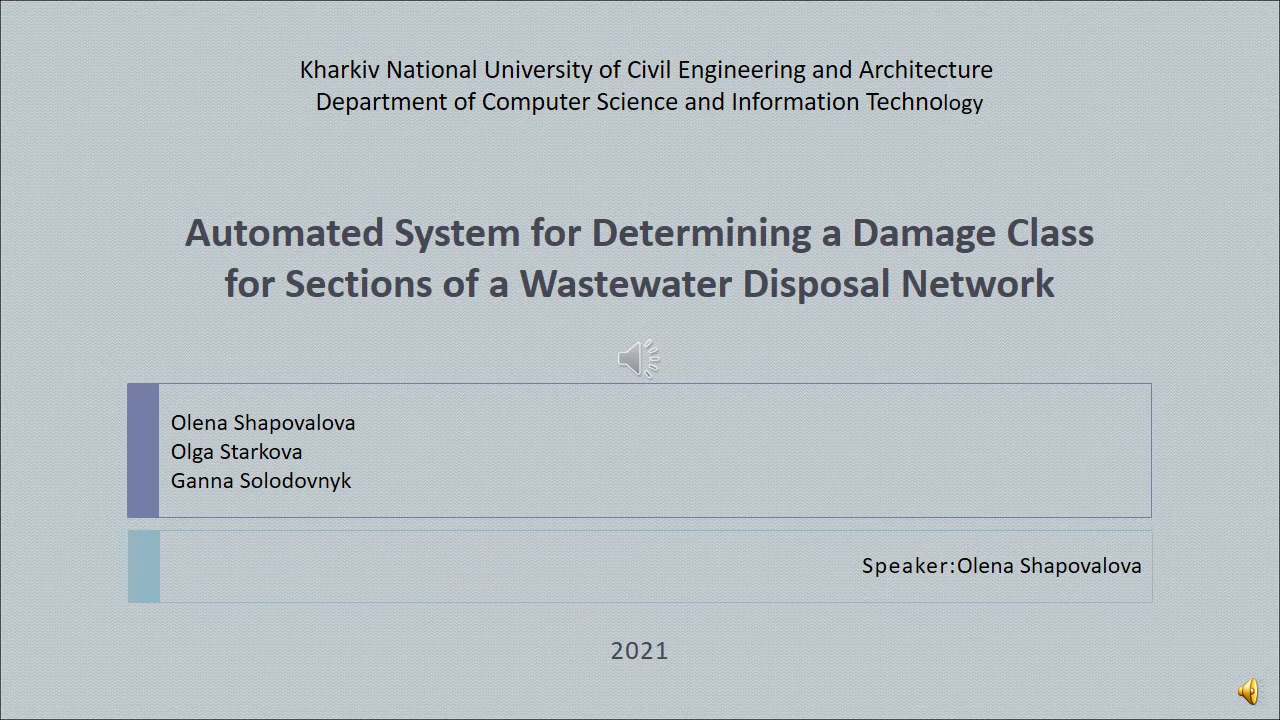 Kharkiv National University of Civil Engineering and Architecture
Department of Computer Science and Information Technology
Automated System for Determining a Damage Class
for Sections of a Wastewater Disposal Network
Olena Shapovalova
Olga Starkova
Ganna Solodovnyk
Speaker:Olena Shapovalova
2021